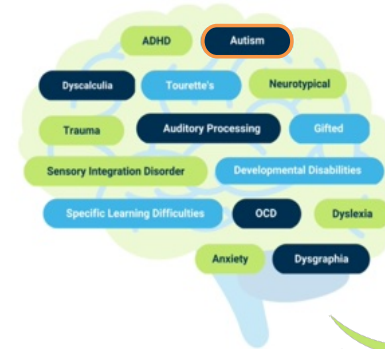 ADHD Autism
Dyscalculia Tourette's Neurotypical
Trauma Auditory Processing Gifted
Sensory Integration Disorder Developmental Disabilities
Specific Learning Difficulties OCD Dyslexia
Anxiety Dysgraphia